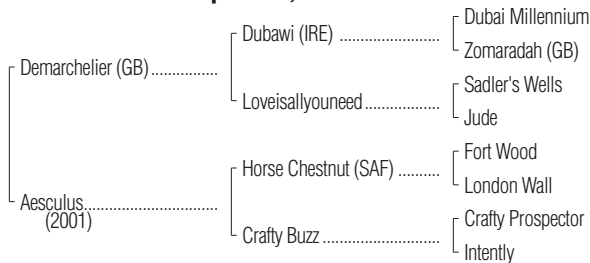 Dubai Millennium
Dubawi (IRE) ...................
Zomaradah (GB)
Demarchelier (GB)...............
Sadler's Wells
Loveisallyouneed..................
Jude
Fort Wood
Horse Chestnut (SAF) ..........
London Wall
Aesculus..............................
(2001)
Crafty Prospector
Crafty Buzz ..........................
Intently